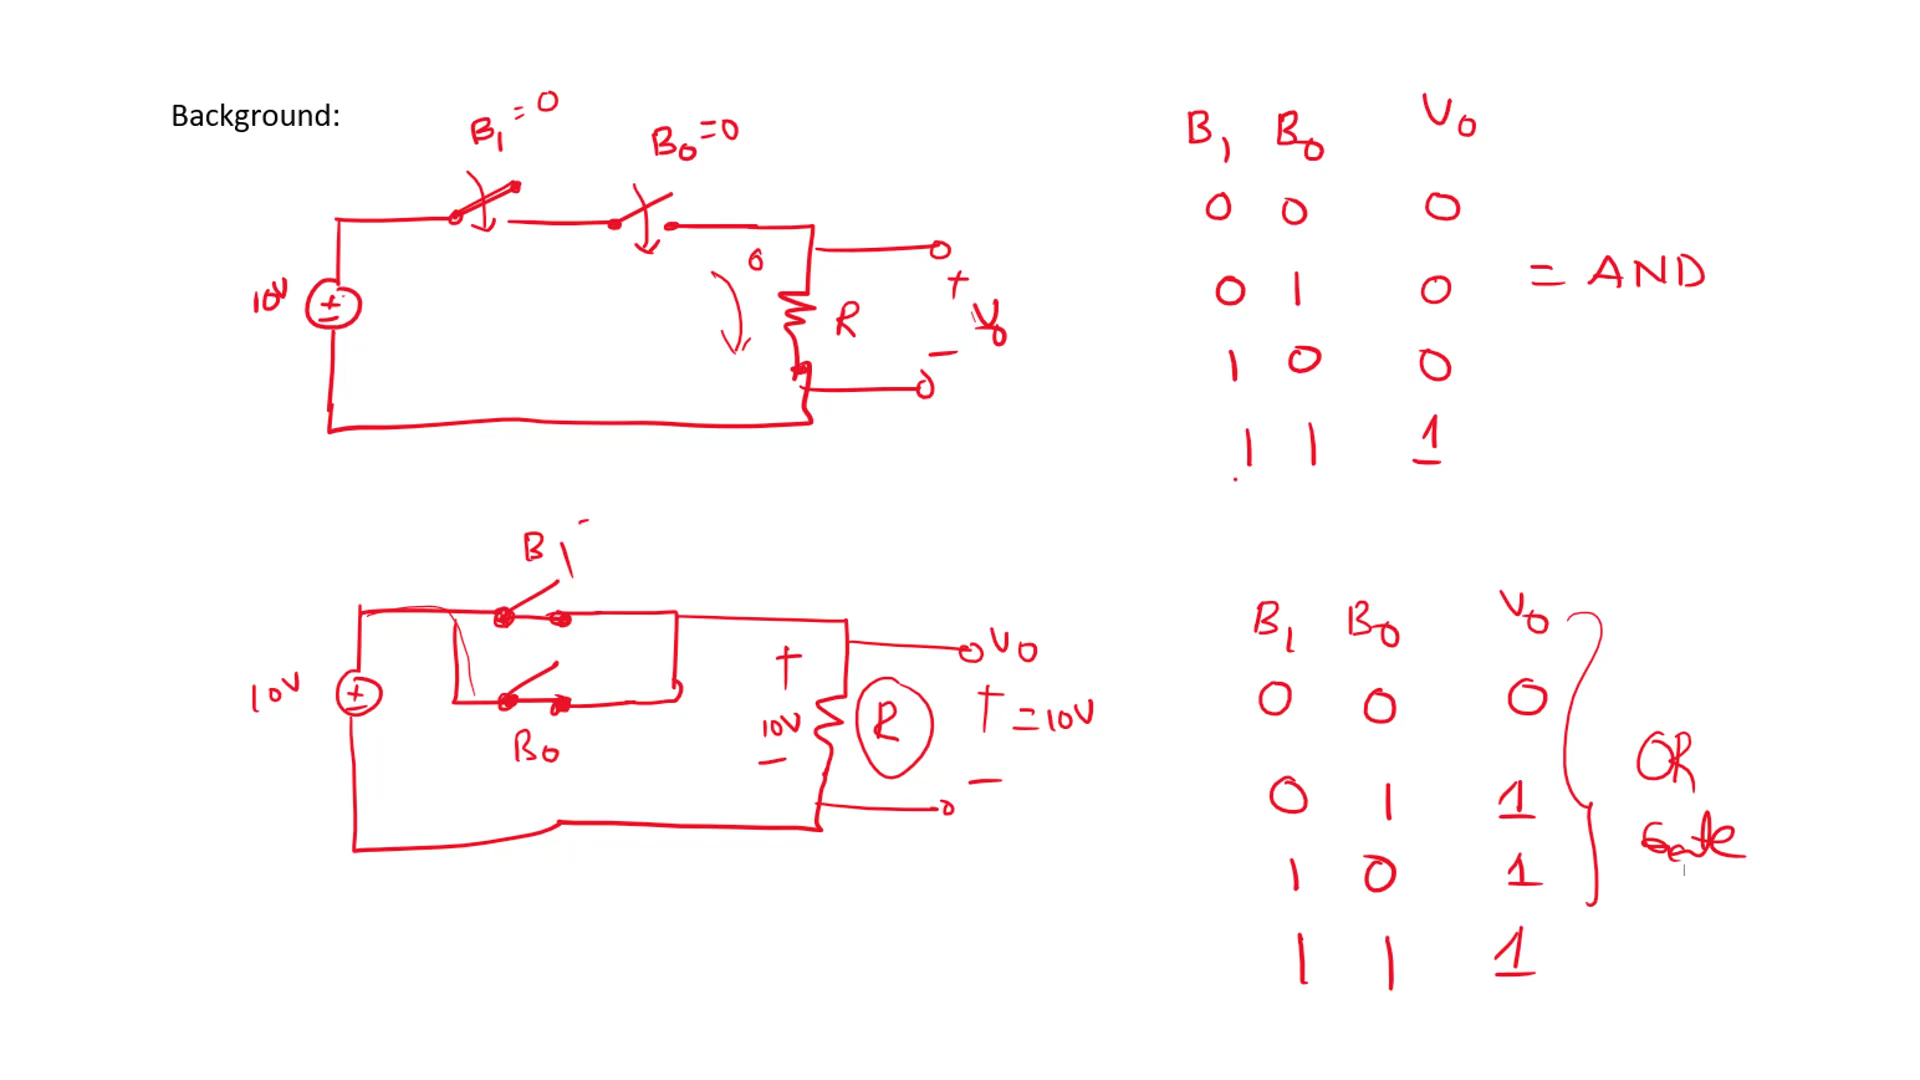 Background:
B1 = 0
B0 = 0
10V
0
R
+
V0
-
B1 B0 V0
0 0 0
0 1 0
1 0 0
1 1 1
= AND
B1
B0
10V
+
10V
-
R
V0
+ = 10V
-
B1 B0 V0
0 0 0
0 1 1
1 0 1
1 1 1
OR
Gate